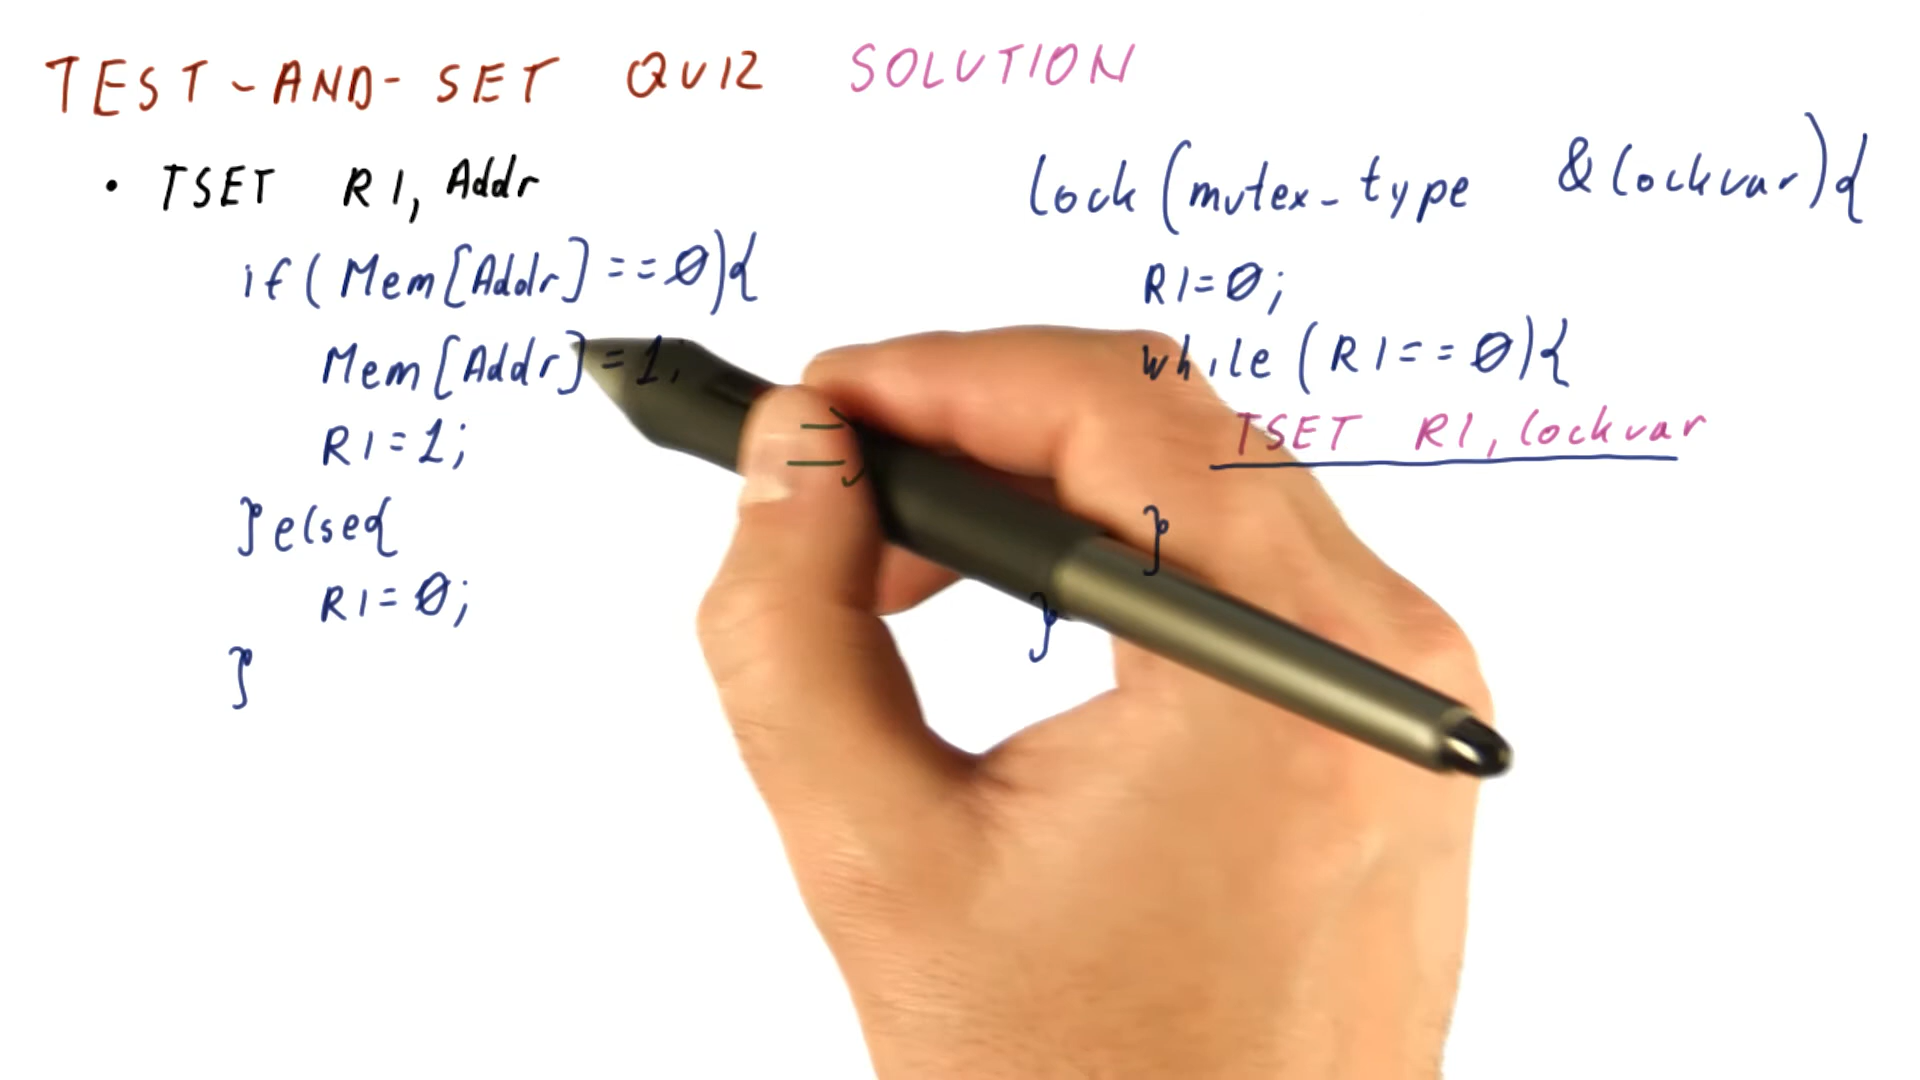 TEST-AND-SET QUIZ SOLUTION
• TSET R1, Addr
if(Mem[Addr]==0){
Mem[Addr]=1;
R1=1;
}else{
R1=0;
}
=>
lock(mutex_type &lockvar){
R1=0;
while(R1==0){
TSET R1, lockvar
}
}